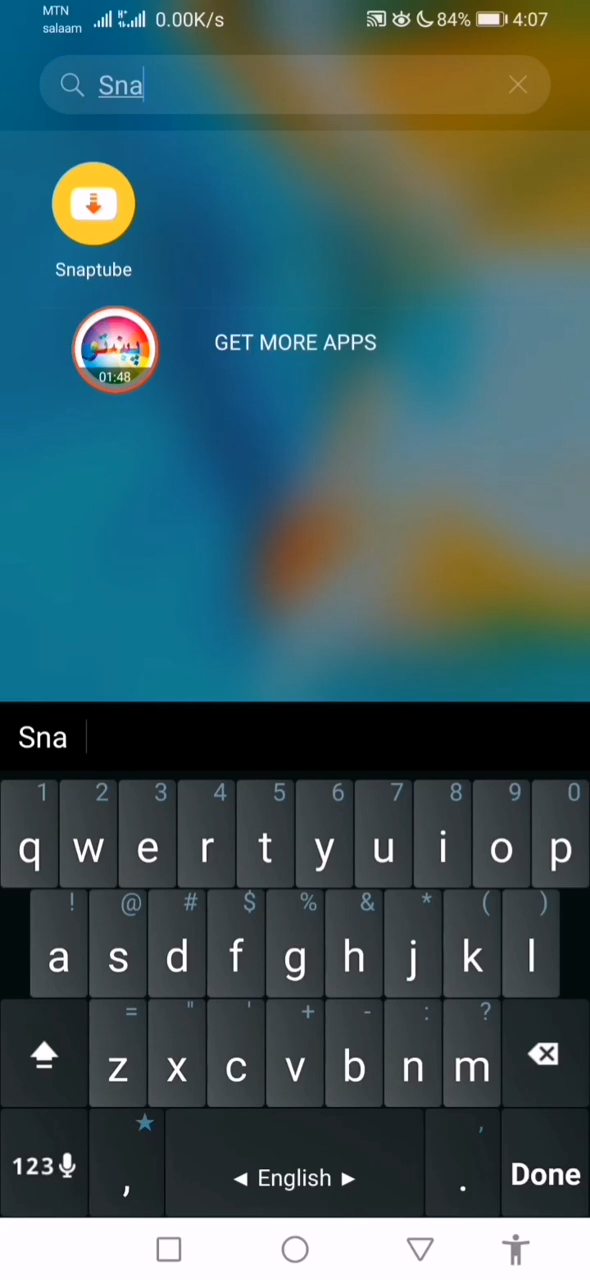 MTN
salaam
0.00K/s
84%
4:07
Sna
Snaptube
پښتو
01:48
GET MORE APPS
Sna
1 2 3 4 5 6 7 8 9 0
q w e r t y u i o p
! @ # $ % & * ( )
a s d f g h j k l
= " ' + - : ?
z x c v b n m
123 , English . Done